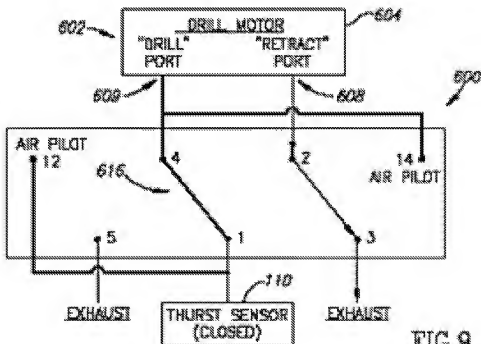 602
DRILL MOTOR
604
"DRILL" PORT
"RETRACT" PORT
609
608
600
AIR PILOT
12
4
2
14
AIR PILOT
616
5
1
3
110
EXHAUST
THURST SENSOR
(CLOSED)
EXHAUST
FIG. 9